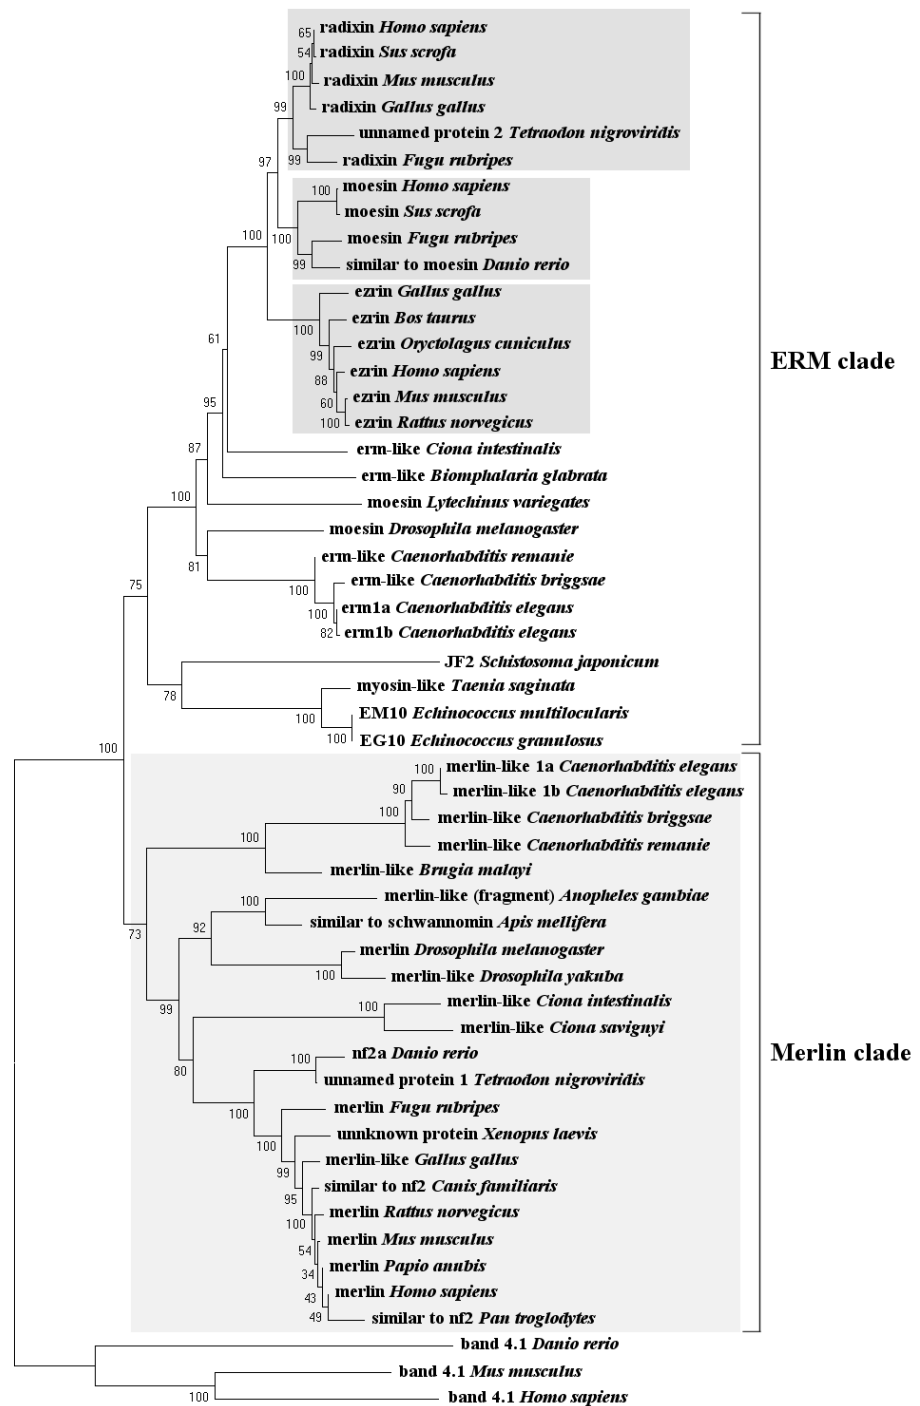 65 radixin Homo sapiens
54 radixin Sus scrofa
100 radixin Mus musculus
99 radixin Gallus gallus
unnamed protein 2 Tetraodon nigroviridis
99 radixin Fugu rubripes
97
100 moesin Homo sapiens
moesin Sus scrofa
100 100 moesin Fugu rubripes
99 similar to moesin Danio rerio
ezrin Gallus gallus
100 ezrin Bos taurus
61 99 ezrin Oryctolagus cuniculus
ERM clade
88 ezrin Homo sapiens
60 ezrin Mus musculus
95 100 ezrin Rattus norvegicus
87 erm-like Ciona intestinalis
erm-like Biomphalaria glabrata
100 moesin Lytechinus variegates
moesin Drosophila melanogaster
81 erm-like Caenorhabditis remanie
75 100 erm-like Caenorhabditis briggsae
100 erm1a Caenorhabditis elegans
82 erm1b Caenorhabditis elegans
JF2 Schistosoma japonicum
78 myosin-like Taenia saginata
100 EM10 Echinococcus multilocularis
100 EG10 Echinococcus granulosus
100
100 merlin-like 1a Caenorhabditis elegans
90 merlin-like 1b Caenorhabditis elegans
100 merlin-like Caenorhabditis briggsae
100 merlin-like Caenorhabditis remanie
merlin-like Brugia malayi
100 merlin-like (fragment) Anopheles gambiae
92 similar to schwannomin Apis mellifera
73 merlin Drosophila melanogaster
100 merlin-like Drosophila yakuba
99 100 merlin-like Ciona intestinalis
merlin-like Ciona savignyi
Merlin clade
80 100 nf2a Danio rerio
unnamed protein 1 Tetraodon nigroviridis
100 merlin Fugu rubripes
100 unnknown protein Xenopus laevis
99 merlin-like Gallus gallus
95 similar to nf2 Canis familiaris
100 merlin Rattus norvegicus
54 merlin Mus musculus
34 merlin Papio anubis
43 merlin Homo sapiens
49 similar to nf2 Pan troglodytes
band 4.1 Danio rerio
band 4.1 Mus musculus
100 band 4.1 Homo sapiens